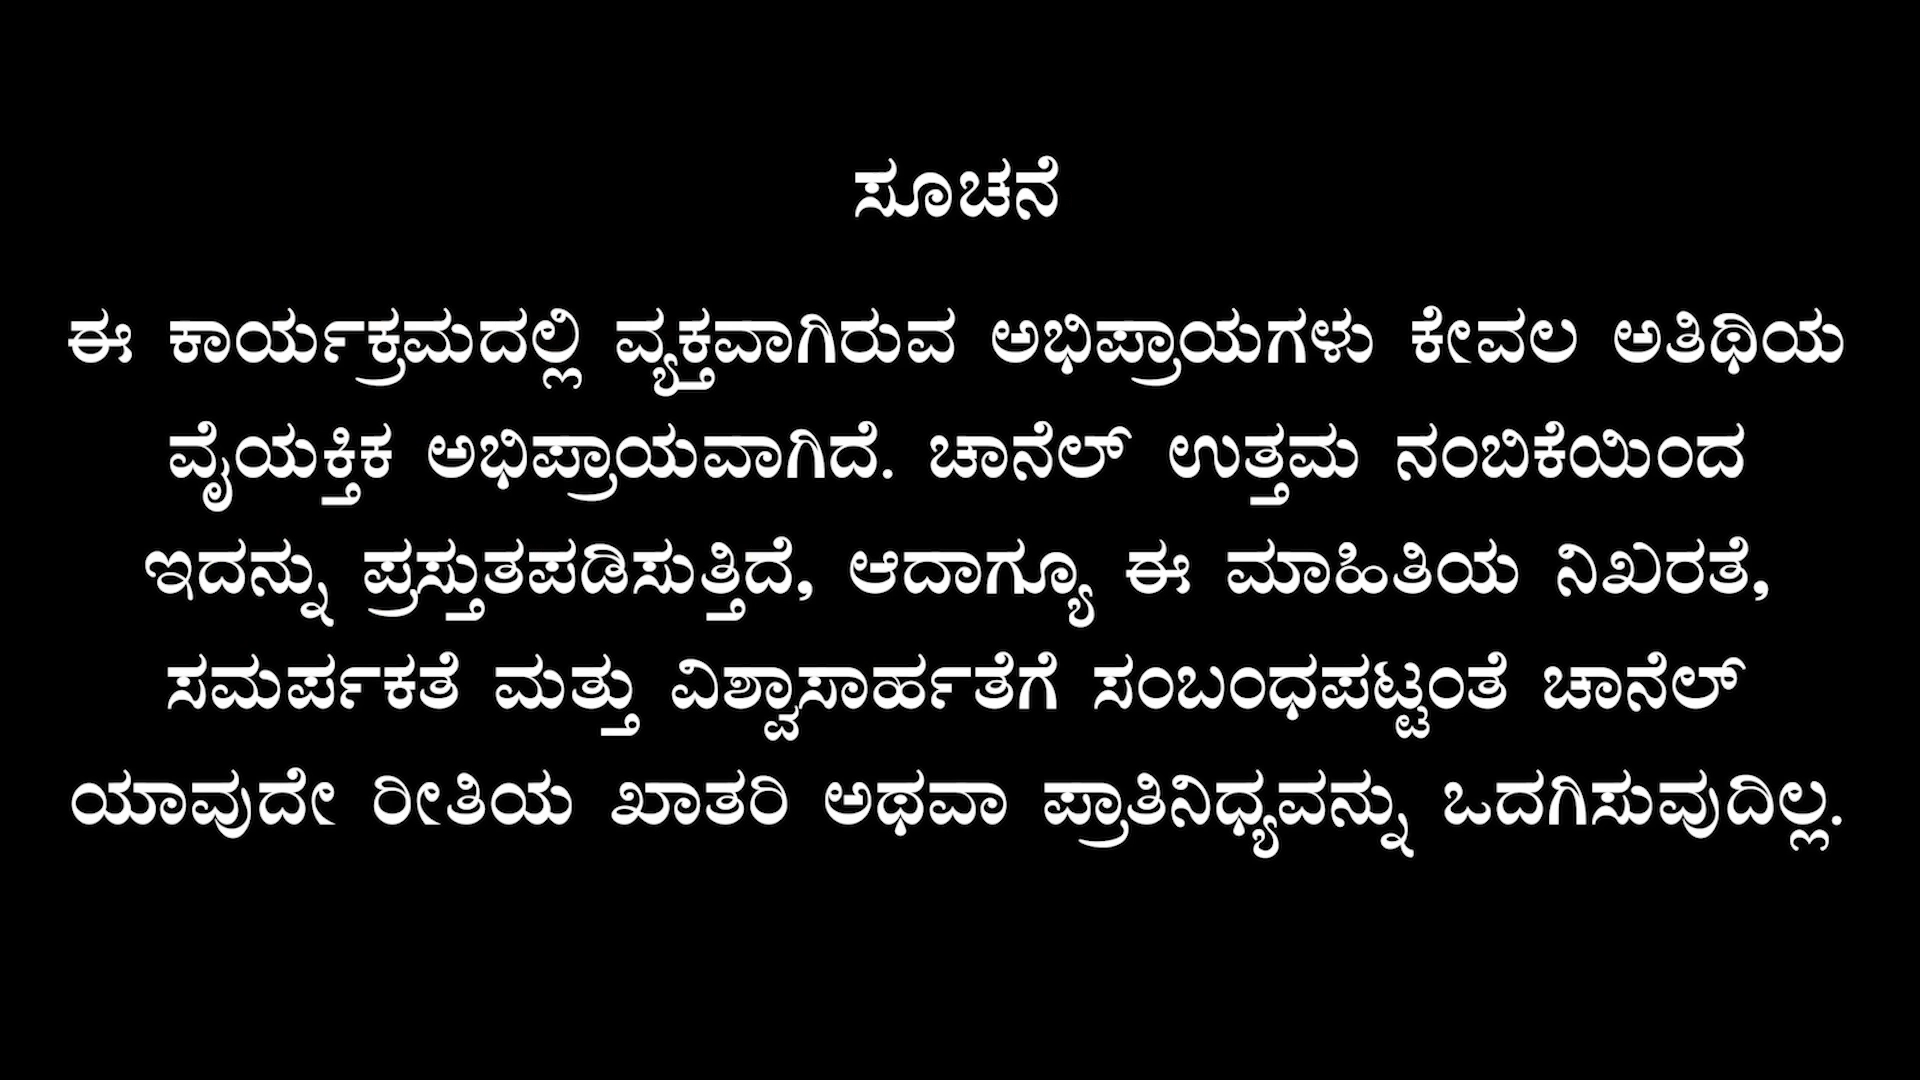 ಸೂಚನೆ
ಈ ಕಾರ್ಯಕ್ರಮದಲ್ಲಿ ವ್ಯಕ್ತವಾಗಿರುವ ಅಭಿಪ್ರಾಯಗಳು ಕೇವಲ ಅತಿಥಿಯ
ವೈಯಕ್ತಿಕ ಅಭಿಪ್ರಾಯವಾಗಿದೆ. ಚಾನೆಲ್ ಉತ್ತಮ ನಂಬಿಕೆಯಿಂದ
ಇದನ್ನು ಪ್ರಸ್ತುತಪಡಿಸುತ್ತಿದೆ, ಆದಾಗ್ಯೂ ಈ ಮಾಹಿತಿಯ ನಿಖರತೆ,
ಸಮರ್ಪಕತೆ ಮತ್ತು ವಿಶ್ವಾಸಾರ್ಹತೆಗೆ ಸಂಬಂಧಪಟ್ಟಂತೆ ಚಾನೆಲ್
ಯಾವುದೇ ರೀತಿಯ ಖಾತರಿ ಅಥವಾ ಪ್ರಾತಿನಿಧ್ಯವನ್ನು ಒದಗಿಸುವುದಿಲ್ಲ.